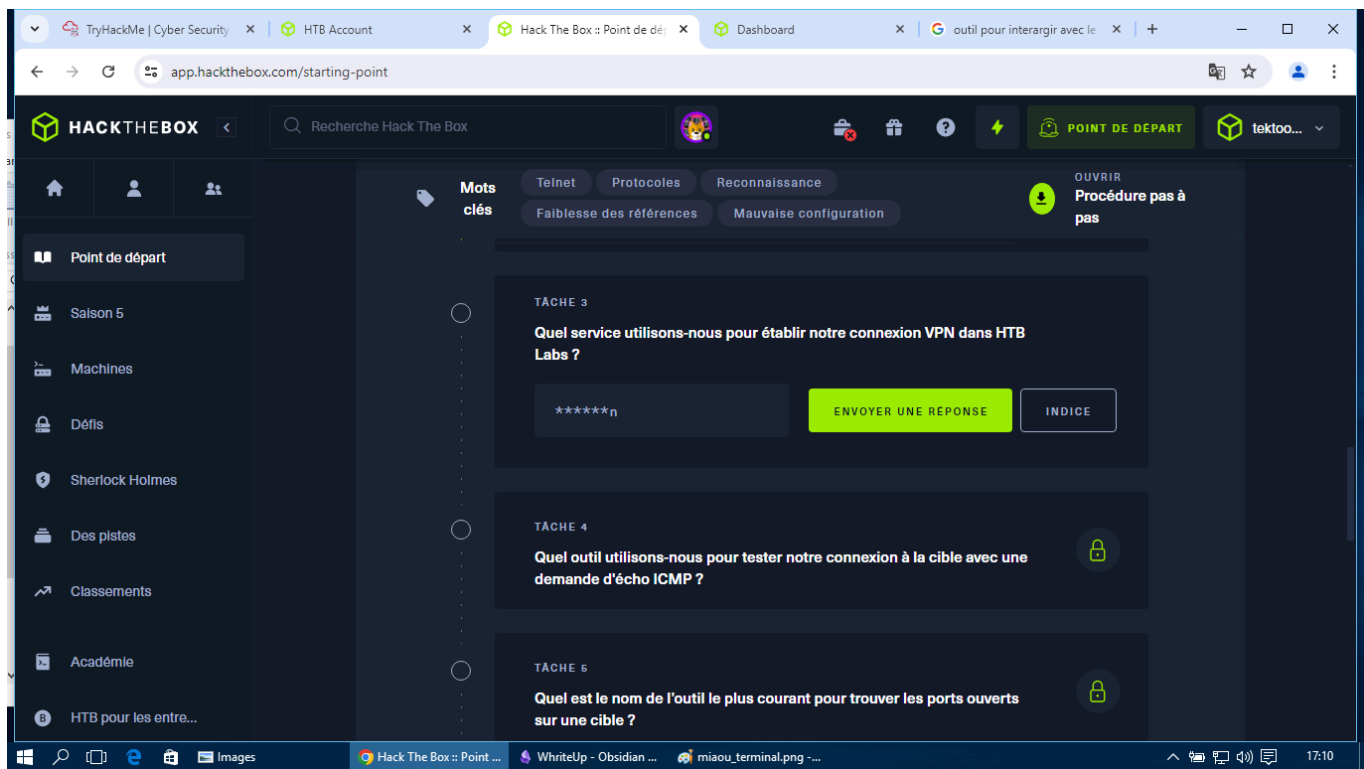 TryHackMe | Cyber Security
HTB Account
Hack The Box :: Point de dé
Dashboard
outil pour interargir avec le
app.hackthebox.com/starting-point
HACKTHEBOX
Recherche Hack The Box
POINT DE DÉPART
tektoo...
Mots clés
Telnet
Protocoles
Reconnaissance
Faiblesse des références
Mauvaise configuration
OUVRIR
Procédure pas à
pas
Point de départ
Saison 5
Machines
Défis
Sherlock Holmes
Des pistes
Classements
Académie
HTB pour les entre...
TÂCHE 3
Quel service utilisons-nous pour établir notre connexion VPN dans HTB
Labs ?
******n
ENVOYER UNE RÉPONSE
INDICE
TÂCHE 4
Quel outil utilisons-nous pour tester notre connexion à la cible avec une
demande d'écho ICMP ?
TÂCHE 5
Quel est le nom de l'outil le plus courant pour trouver les ports ouverts
sur une cible ?
Images
Hack The Box :: Point ...
WhriteUp - Obsidian ...
miaou_terminal.png -...
17:10